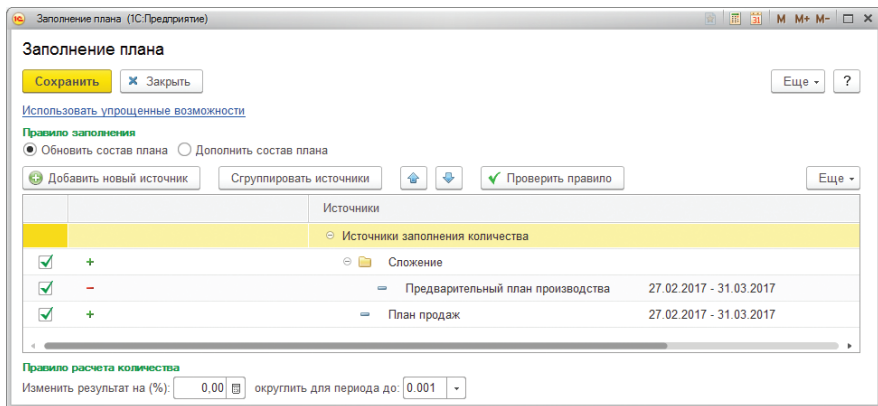 Заполнение плана (1С:Предприятие)
M M+ M-
Заполнение плана
Сохранить Закрыть Еще ?
Использовать упрощенные возможности
Правило заполнения
Обновить состав плана Дополнить состав плана
Добавить новый источник Сгруппировать источники Проверить правило Еще
Источники
Источники заполнения количества
+ Сложение
− Предварительный план производства 27.02.2017 - 31.03.2017
+ План продаж 27.02.2017 - 31.03.2017
Правило расчета количества
Изменить результат на (%): 0,00 округлить для периода до: 0.001